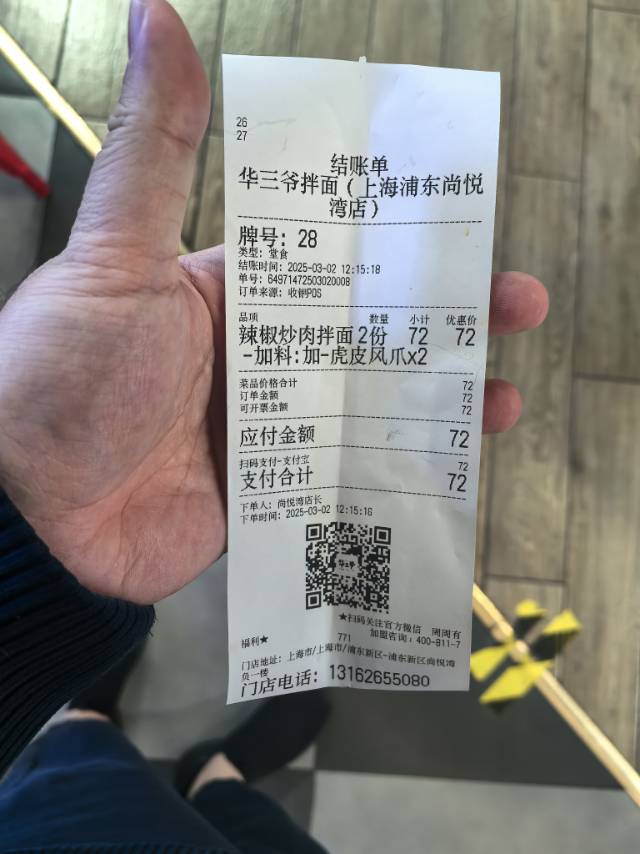 26
27
结账单
华三爷拌面（上海浦东尚悦
湾店）
牌号: 28
类型: 堂食
结账时间: 2025-03-02 12:15:18
单号: 64971472503020008
订单来源: 收银POS
品项 数量 小计 优惠价
辣椒炒肉拌面 2份 72 72
-加料:加-虎皮凤爪x2
菜品价格合计 72
订单金额 72
可开票金额 72
应付金额 72
扫码支付-支付宝 72
支付合计 72
下单人: 尚悦湾店长
下单时间: 2025-03-02 12:15:16
★扫码关注官方微信 周周有
福利★ 771 加盟咨询: 400-811-7
门店地址: 上海市/上海市/浦东新区-浦东新区尚悦湾
负一楼
门店电话: 13162655080